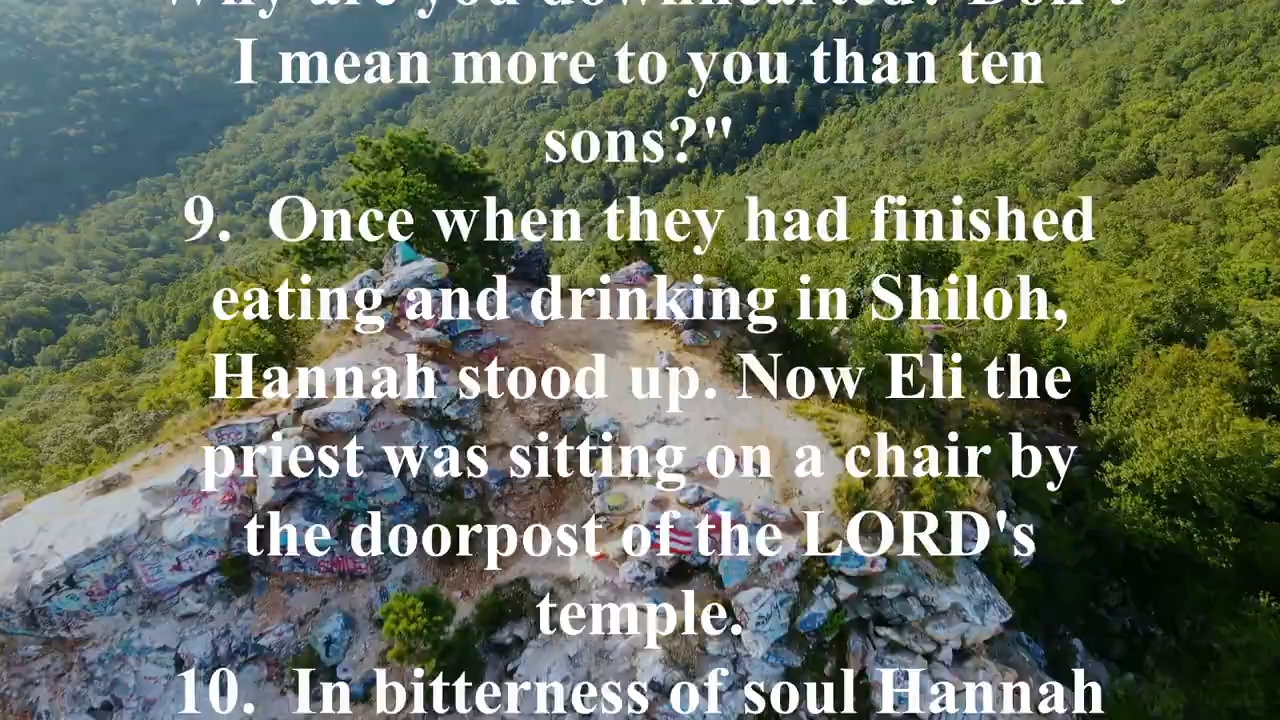 Why are you downhearted? Don't
I mean more to you than ten
sons?"
9. Once when they had finished
eating and drinking in Shiloh,
Hannah stood up. Now Eli the
priest was sitting on a chair by
the doorpost of the LORD's
temple.
10. In bitterness of soul Hannah